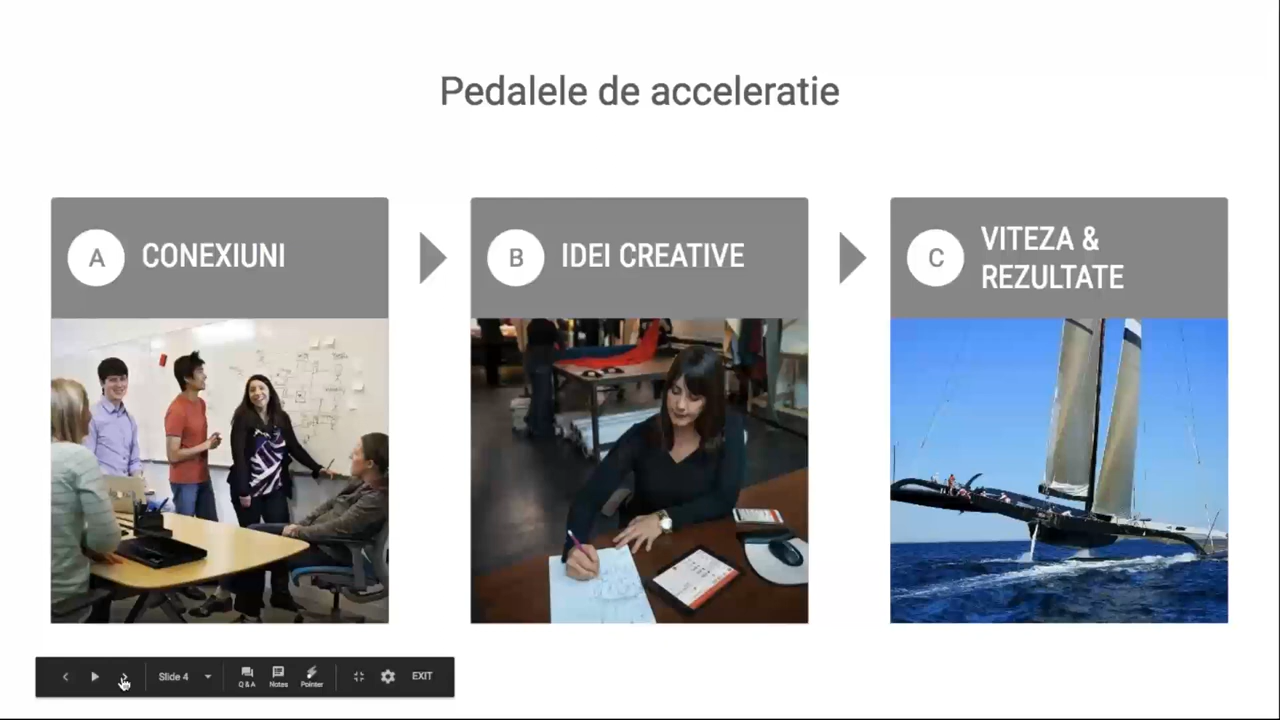 Pedalele de acceleratie
A CONEXIUNI
B IDEI CREATIVE
C VITEZA &
REZULTATE
Slide 4
Q & A
Notes
Pointer
EXIT